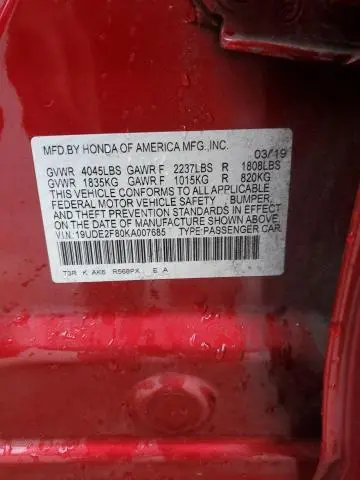 MFD.BY HONDA OF AMERICA MFG.,INC.
03/19
GVWR 4045LBS GAWR F 2237LBS R 1808LBS
GVWR 1835KG GAWR F 1015KG R 820KG
THIS VEHICLE CONFORMS TO ALL APPLICABLE
FEDERAL MOTOR VEHICLE SAFETY, BUMPER,
AND THEFT PREVENTION STANDARDS IN EFFECT
ON THE DATE OF MANUFACTURE SHOWN ABOVE.
V.I.N.:19UDE2F80KA007685 TYPE:PASSENGER CAR
T3R K AK6 R568PX E A